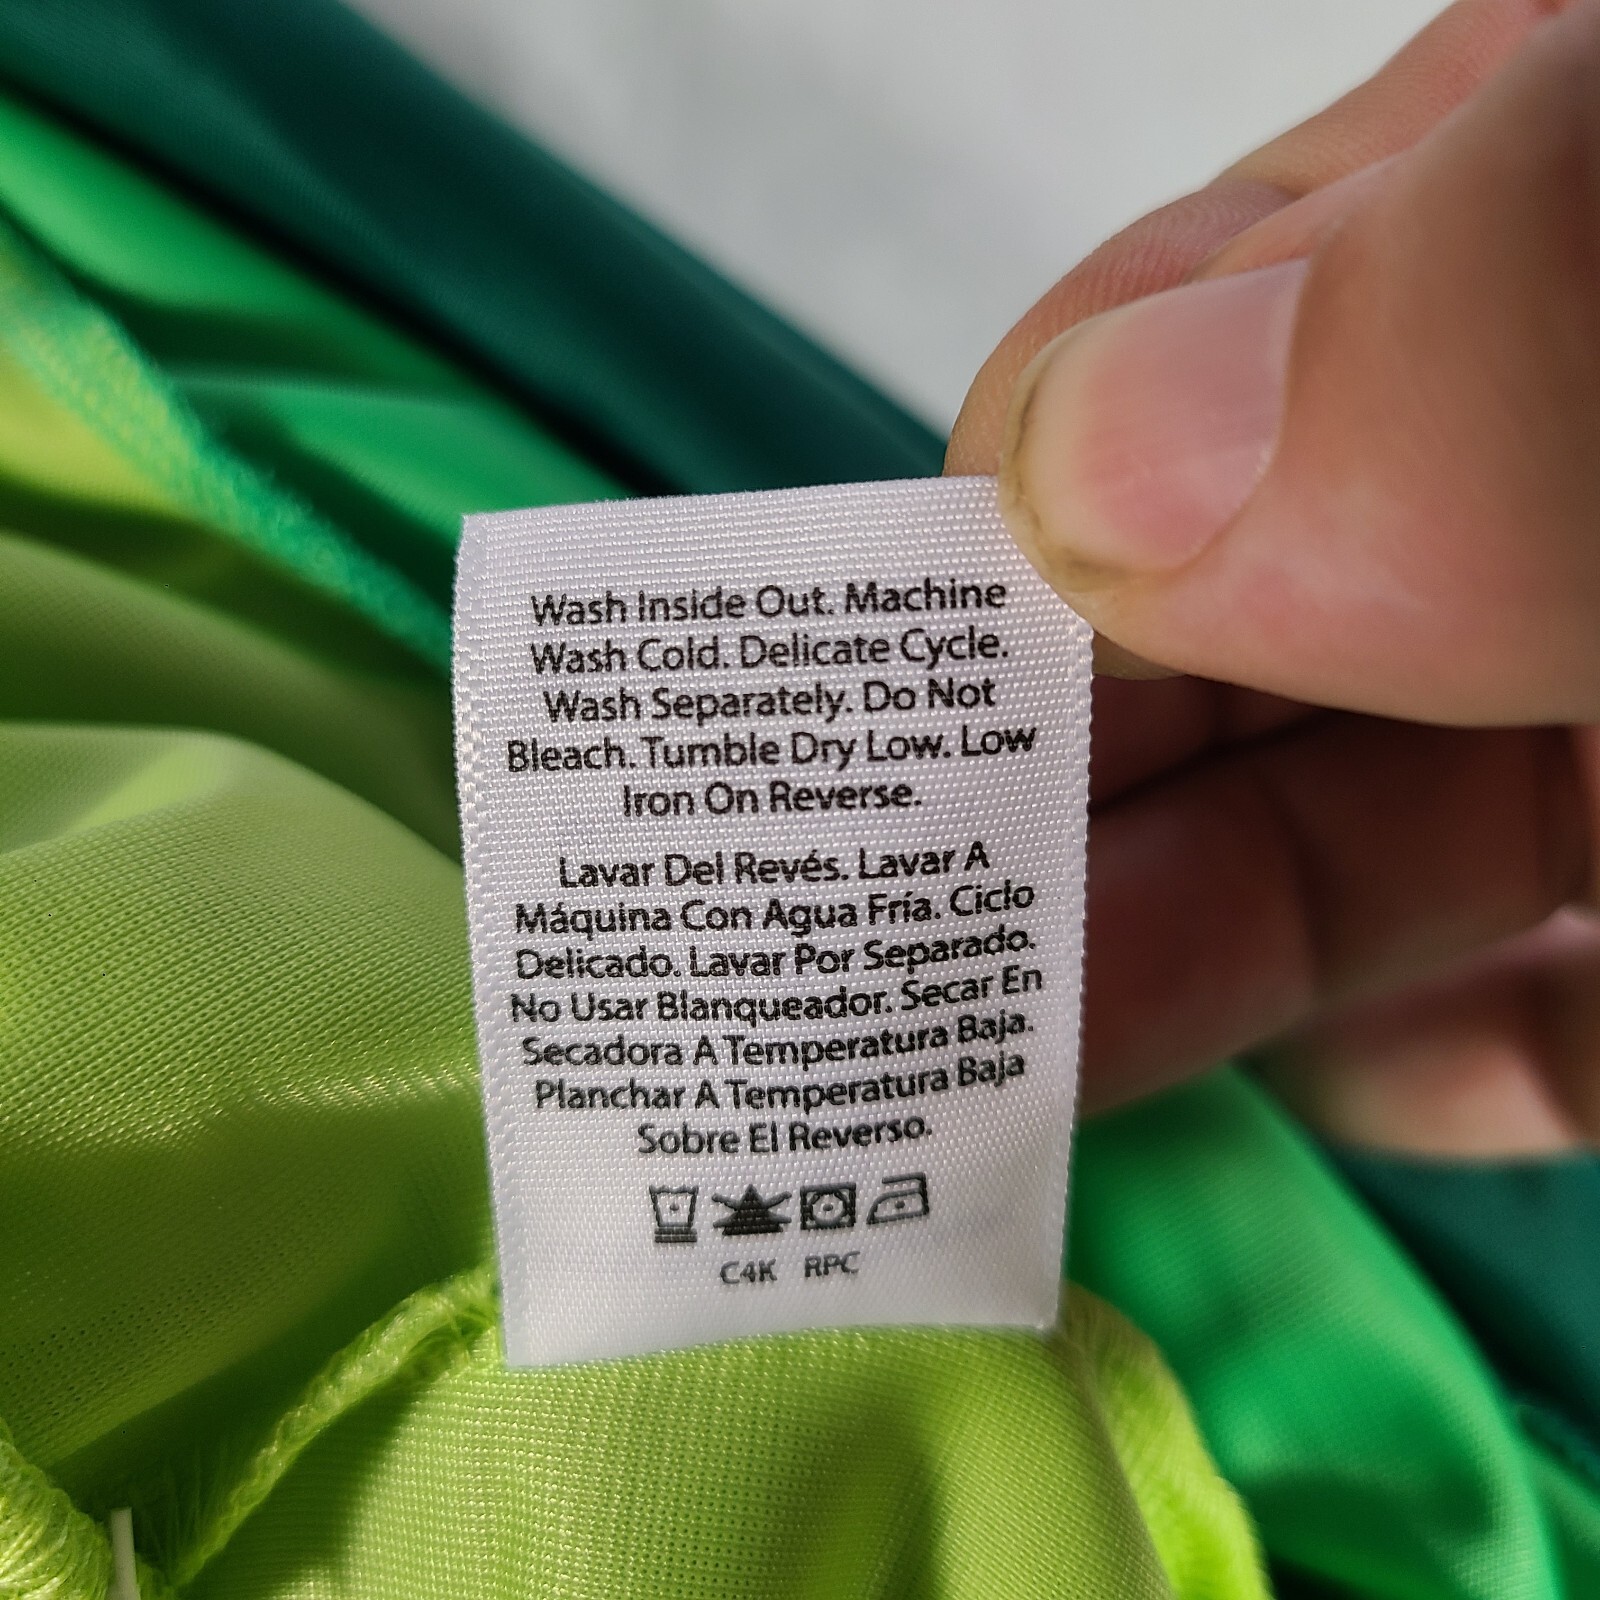 Wash Inside Out. Machine
Wash Cold. Delicate Cycle.
Wash Separately. Do Not
Bleach. Tumble Dry Low. Low
Iron On Reverse.
Lavar Del Revés. Lavar A
Máquina Con Agua Fría. Ciclo
Delicado. Lavar Por Separado.
No Usar Blanqueador. Secar En
Secadora A Temperatura Baja.
Planchar A Temperatura Baja
Sobre El Reverso.
C4K RPC